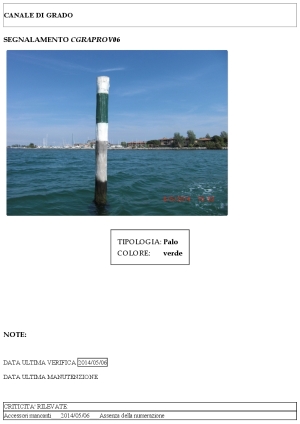 CANALE DI GRADO
SEGNALAMENTO CGRAPROV06
TIPOLOGIA: Palo
COLORE: verde
NOTE:
DATA ULTIMA VERIFICA 2014/05/06
DATA ULTIMA MANUTENZIONE
CRITICITA' RILEVATE
Accessori mancanti 2014/05/06 Assenza della numerazione